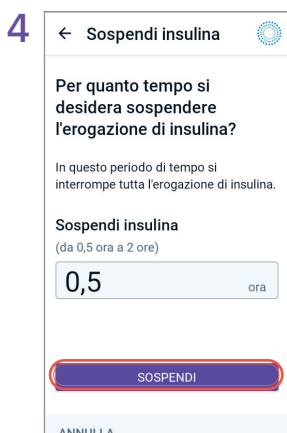 4
← Sospendi insulina
Per quanto tempo si
desidera sospendere
l'erogazione di insulina?
In questo periodo di tempo si
interrompe tutta l'erogazione di insulina.
Sospendi insulina
(da 0,5 ora a 2 ore)
0,5 ora
SOSPENDI
ANNULLA